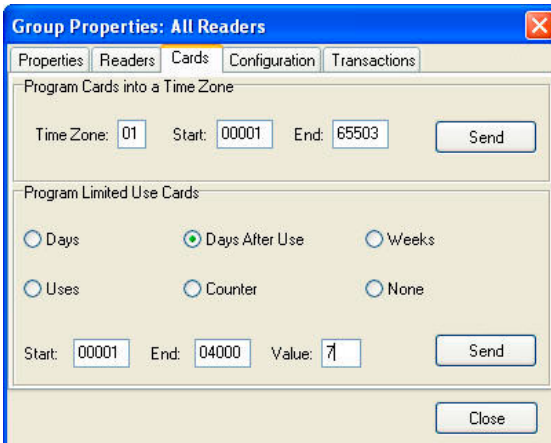 Group Properties: All Readers
Properties Readers Cards Configuration Transactions
Program Cards into a Time Zone
Time Zone: 01 Start: 00001 End: 65503 Send
Program Limited Use Cards
Days Days After Use Weeks
Uses Counter None
Start: 00001 End: 04000 Value: 7 Send
Close